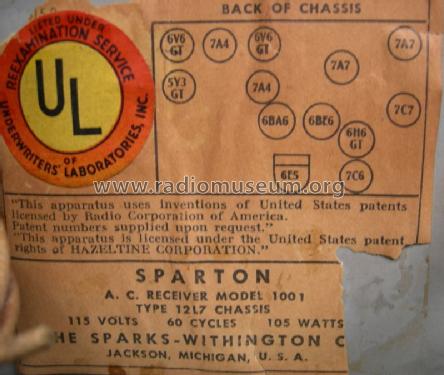 BACK OF CHASSIS
LISTED UNDER
REEXAMINATION SERVICE
UL
OF
UNDERWRITERS' LABORATORIES, INC.
6V6 GT
7A4
6V6 GT
7A7
7A7
5Y3 GT
7A4
6BA6
6BE6
7C7
6H6 GT
6E5
7C6
www.radiomuseum.org
"This apparatus uses inventions of United States patents
licensed by Radio Corporation of America.
Patent numbers supplied upon request."
"This apparatus is licensed under the United States patent
rights of HAZELTINE CORPORATION."
SPARTON
A. C. RECEIVER MODEL 1001
TYPE 12L7 CHASSIS
115 VOLTS 60 CYCLES 105 WATTS
HE SPARKS-WITHINGTON C
JACKSON, MICHIGAN, U. S. A.